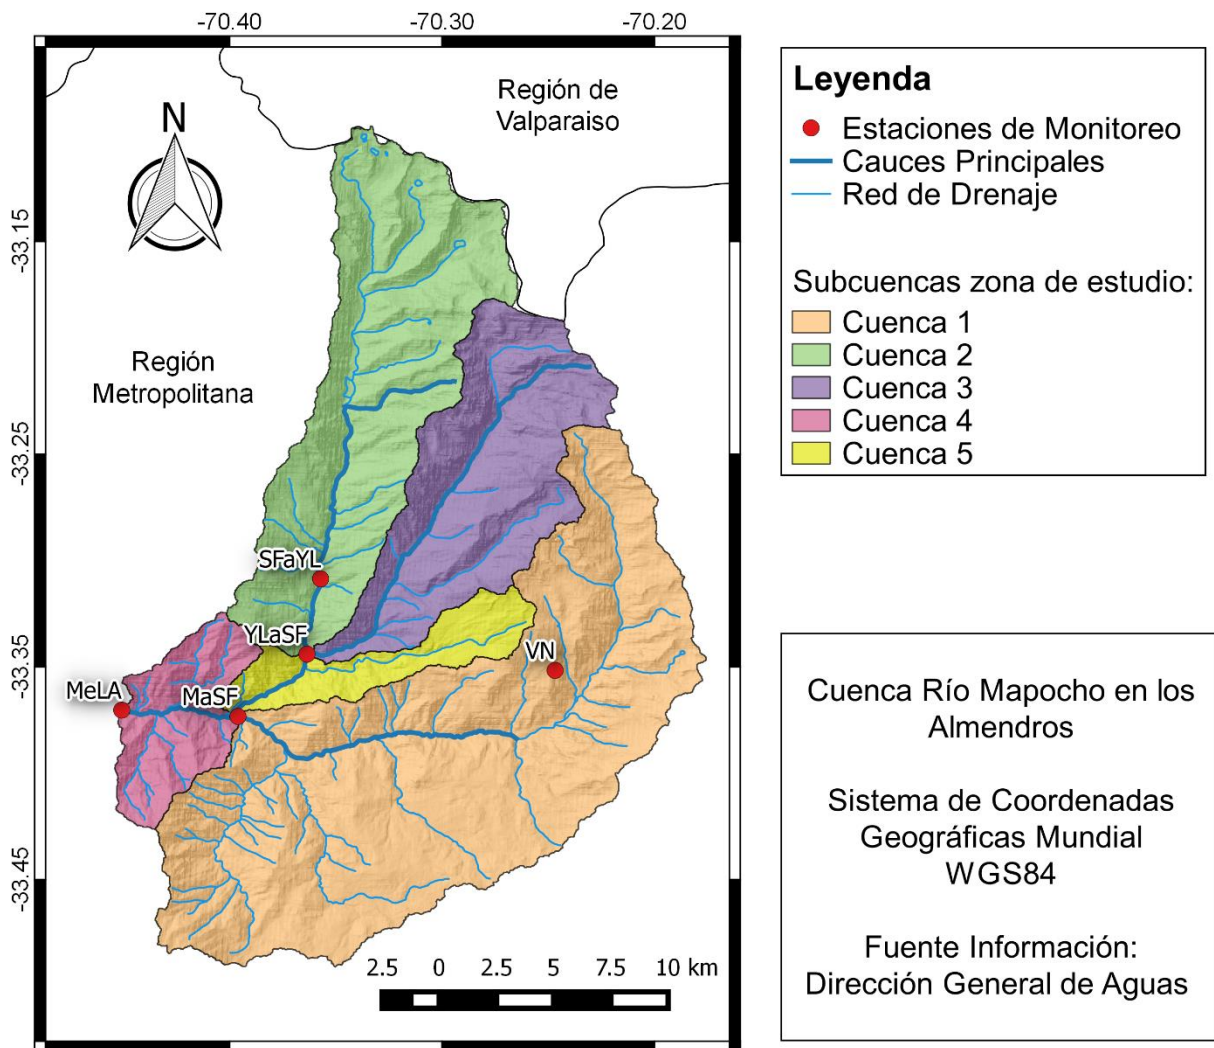 -70.40
-70.30
-70.20
Región de
Valparaiso
N
-33.15
Región
Metropolitana
-33.25
SFaYL
YLaSF
-33.35
VN
MeLA
MaSF
-33.45
2.5 0 2.5 5 7.5 10 km
Leyenda
Estaciones de Monitoreo
Cauces Principales
Red de Drenaje
Subcuencas zona de estudio:
Cuenca 1
Cuenca 2
Cuenca 3
Cuenca 4
Cuenca 5
Cuenca Río Mapocho en los
Almendros
Sistema de Coordenadas
Geográficas Mundial
WGS84
Fuente Información:
Dirección General de Aguas